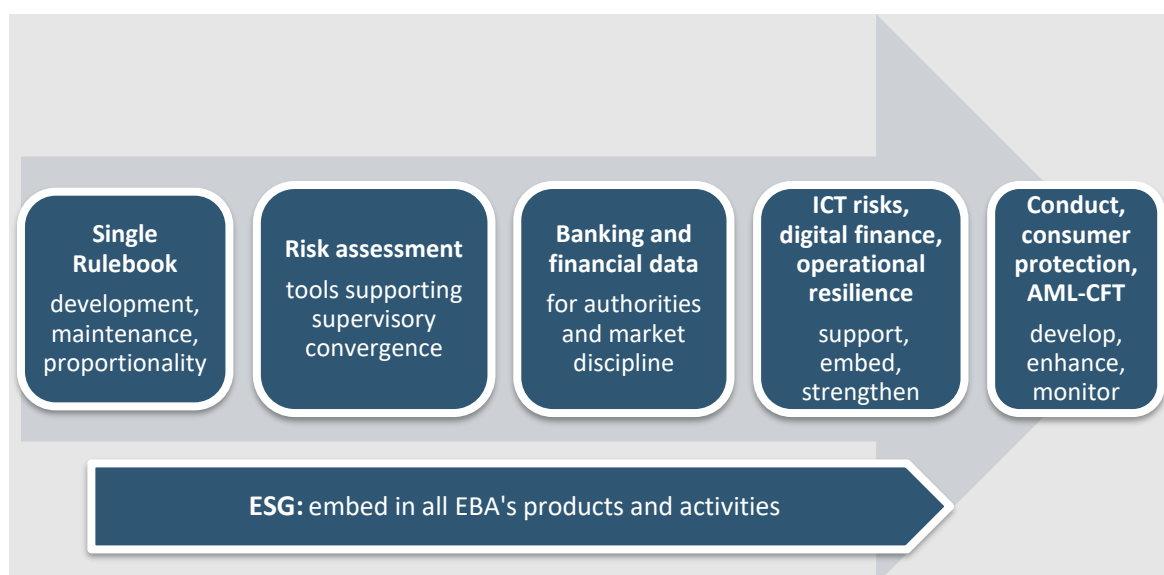 Single
Rulebook
development,
maintenance,
proportionality
Risk assessment
tools supporting
supervisory
convergence
Banking and
financial data
for authorities
and market
discipline
ICT risks,
digital finance,
operational
resilience
support,
embed,
strengthen
Conduct,
consumer
protection,
AML-CFT
develop,
enhance,
monitor
ESG: embed in all EBA's products and activities